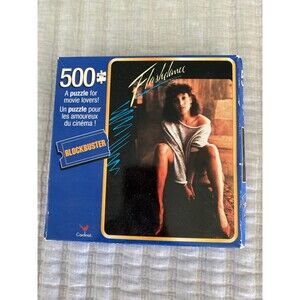 500
A puzzle for
movie lovers!
Un puzzle pour
les amoureux
du cinéma !
BLOCKBUSTER
Cardinal
Flashdance